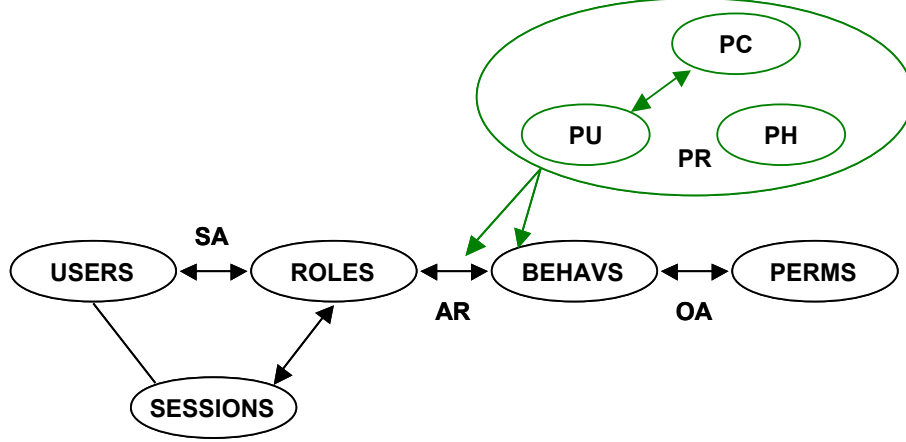 PC
PU
PH
PR
SA
USERS
ROLES
BEHAVS
PERMS
AR
OA
SESSIONS